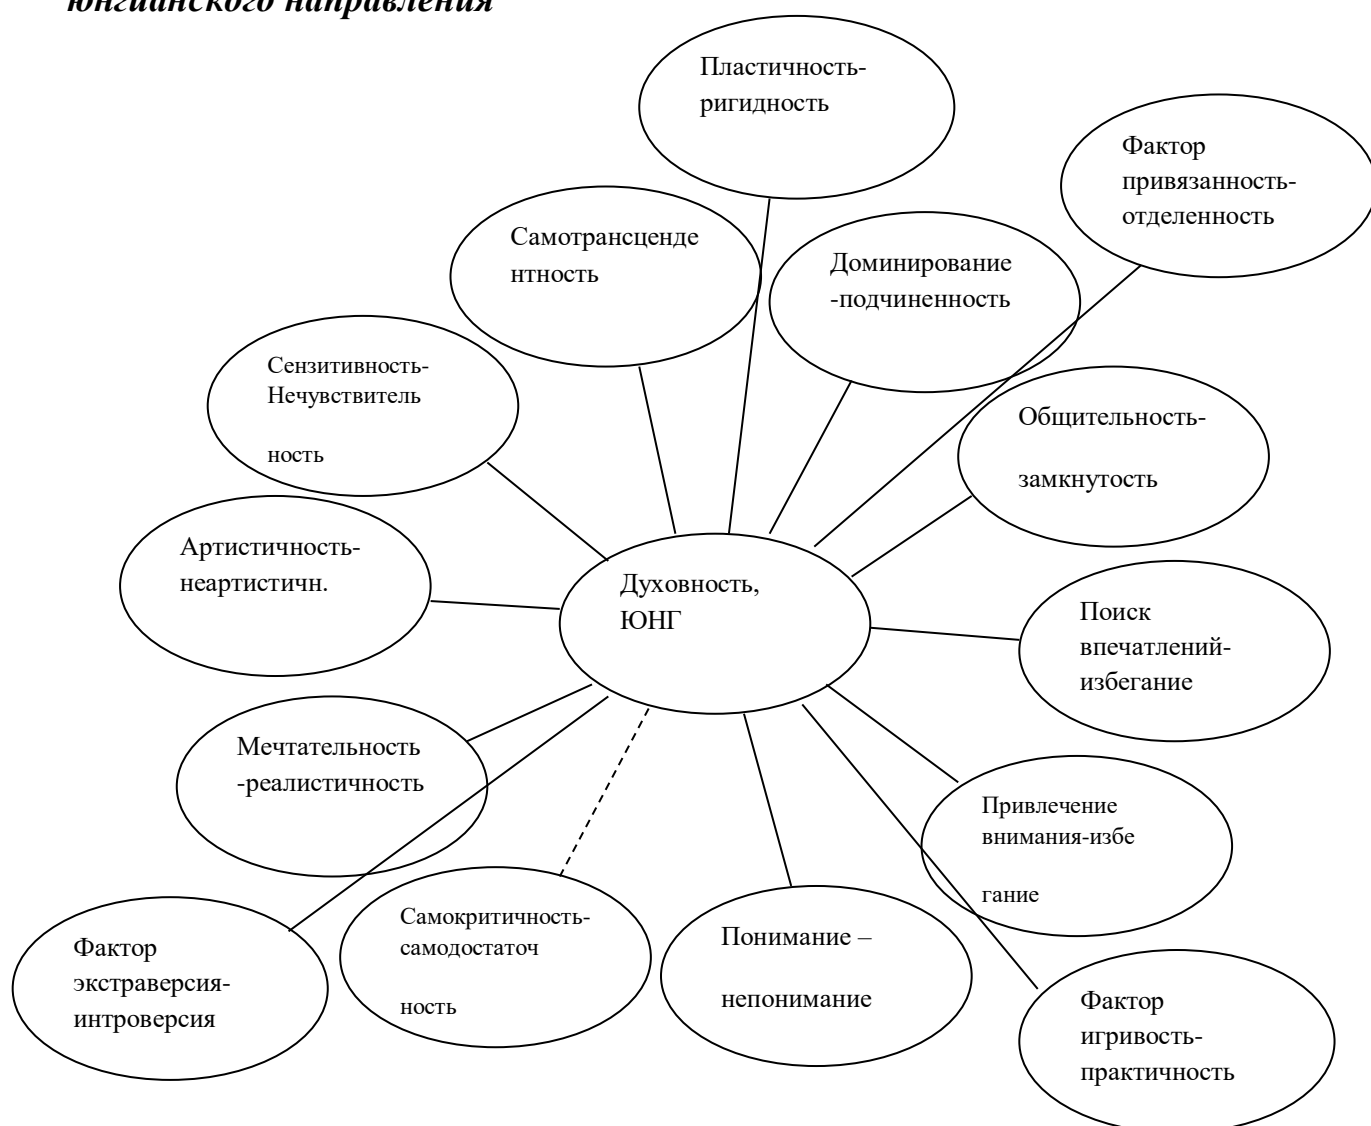 юнгианского направления
Пластичность-
ригидность
Фактор
привязанность-
отделенность
Самотрансценде
нтность
Доминирование
-подчиненность
Сензитивность-
Нечувствитель
ность
Общительность-
замкнутость
Артистичность-
неартистичн.
Духовность,
ЮНГ
Поиск
впечатлений-
избегание
Мечтательность
-реалистичность
Привлечение
внимания-избе
гание
Самокритичность-
самодостаточ
ность
Понимание –
непонимание
Фактор
экстраверсия-
интроверсия
Фактор
игривость-
практичность